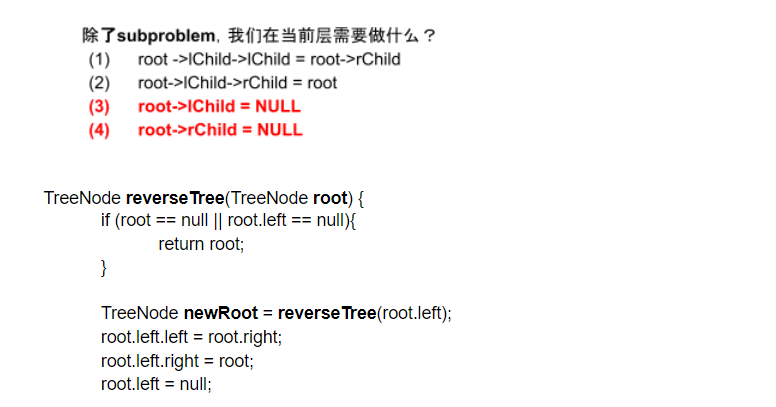 除了subproblem, 我们在当前层需要做什么？
(1) root ->lChild->lChild = root->rChild
(2) root->lChild->rChild = root
(3) root->lChild = NULL
(4) root->rChild = NULL
TreeNode reverseTree(TreeNode root) {
if (root == null || root.left == null){
return root;
}
TreeNode newRoot = reverseTree(root.left);
root.left.left = root.right;
root.left.right = root;
root.left = null;